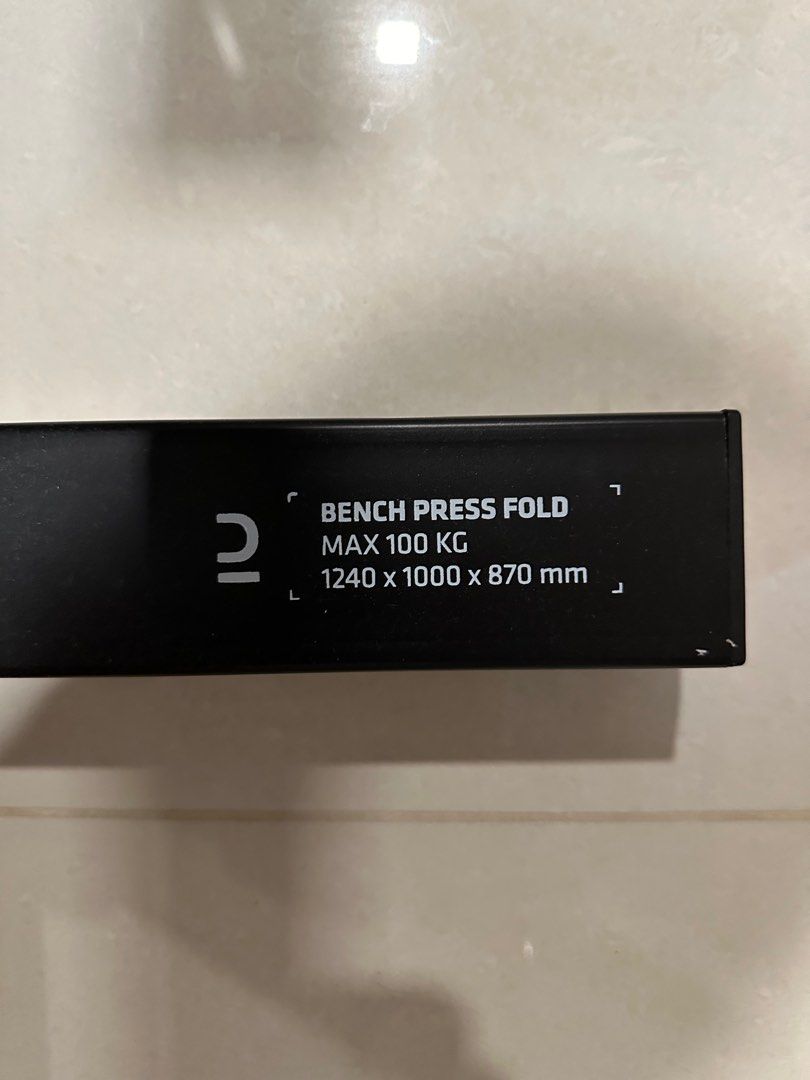 BENCH PRESS FOLD
MAX 100 KG
1240 x 1000 x 870 mm